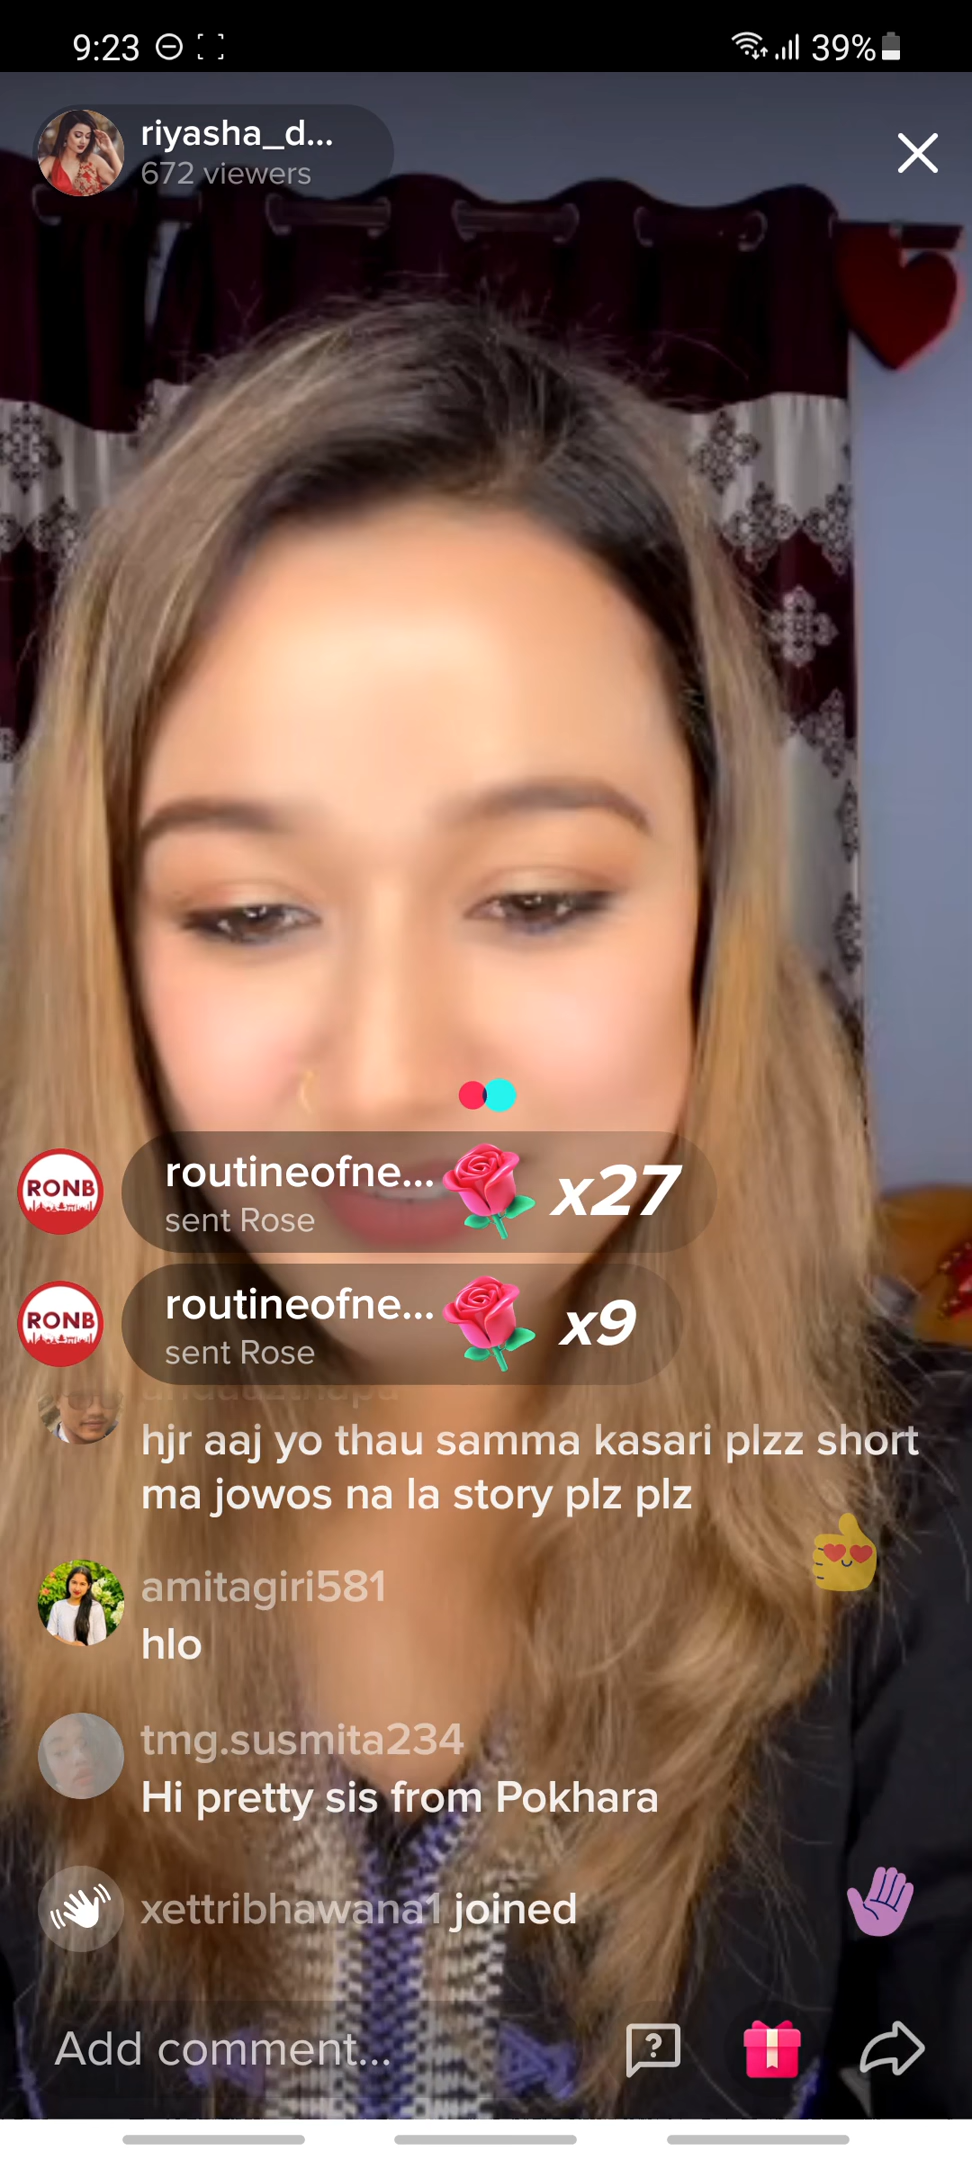 9:23
39%
riyasha_d...
672 viewers
RONB
routineofne...
sent Rose
x27
RONB
routineofne...
sent Rose
x9
hjr aaj yo thau samma kasari plzz short
ma jowos na la story plz plz
amitagiri581
hlo
tmg.susmita234
Hi pretty sis from Pokhara
xettribhawana1 joined
Add comment...
?